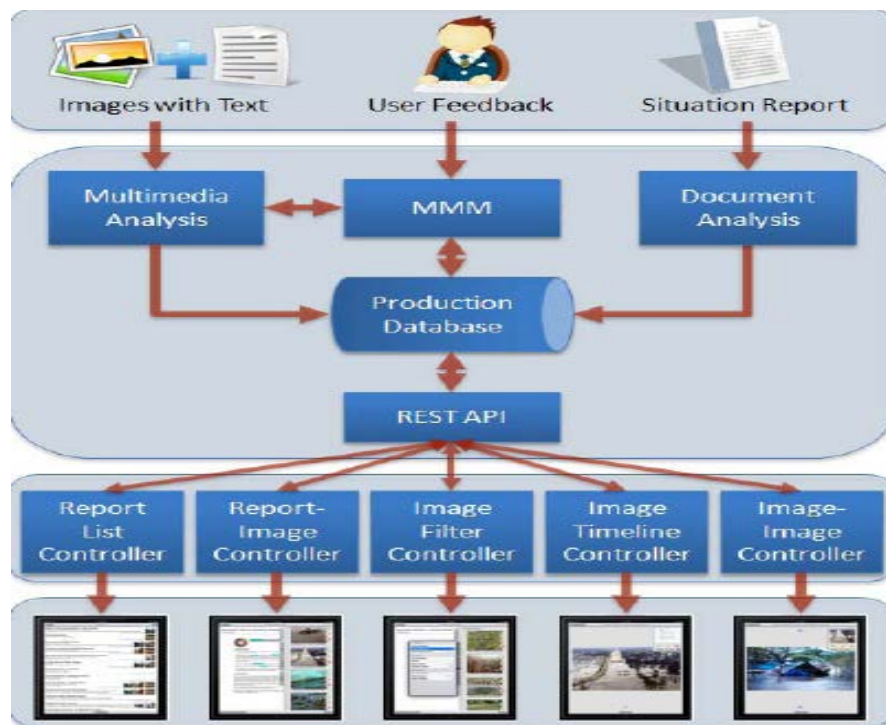 Images with Text
User Feedback
Situation Report
Multimedia
Analysis
MMM
Document
Analysis
Production
Database
REST API
Report
List
Controller
Report-
Image
Controller
Image
Filter
Controller
Image
Timeline
Controller
Image-
Image
Controller